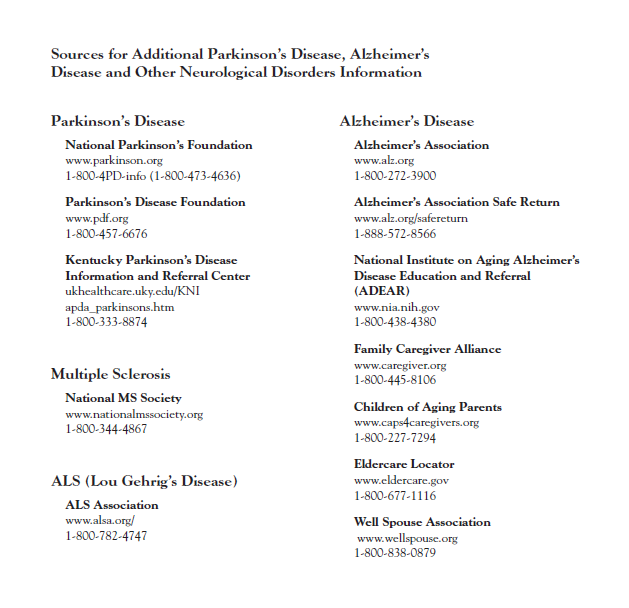 Sources for Additional Parkinson's Disease, Alzheimer's
Disease and Other Neurological Disorders Information
Parkinson's Disease
National Parkinson's Foundation
www.parkinson.org
1-800-4PD-info (1-800-473-4636)
Parkinson's Disease Foundation
www.pdf.org
1-800-457-6676
Kentucky Parkinson's Disease
Information and Referral Center
ukhealthcare.uky.edu/KNI
apda_parkinsons.htm
1-800-333-8874
Multiple Sclerosis
National MS Society
www.nationalmssociety.org
1-800-344-4867
ALS (Lou Gehrig's Disease)
ALS Association
www.alsa.org/
1-800-782-4747
Alzheimer's Disease
Alzheimer's Association
www.alz.org
1-800-272-3900
Alzheimer's Association Safe Return
www.alz.org/safereturn
1-888-572-8566
National Institute on Aging Alzheimer's
Disease Education and Referral
(ADEAR)
www.nia.nih.gov
1-800-438-4380
Family Caregiver Alliance
www.caregiver.org
1-800-445-8106
Children of Aging Parents
www.caps4caregivers.org
1-800-227-7294
Eldercare Locator
www.eldercare.gov
1-800-677-1116
Well Spouse Association
www.wellspouse.org
1-800-838-0879